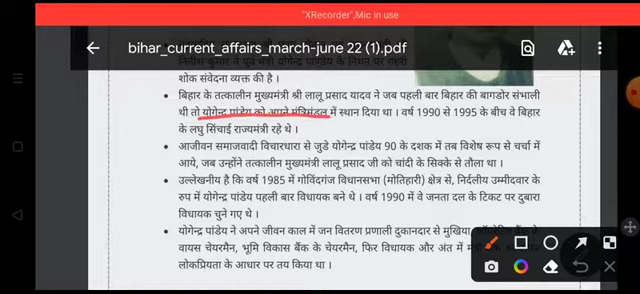 "XRecorder",Mic in use
bihar_current_affairs_march-june 22 (1).pdf
नितिश कुमार ने पूर्व मंत्री योगेन्द्र पाण्डेय के निधन पर गहरी
शोक संवेदना व्यक्त की है ।
• बिहार के तत्कालीन मुख्यमंत्री श्री लालू प्रसाद यादव ने जब पहली बार बिहार की बागडोर संभाली
थी तो योगेन्द्र पांडेय को अपने मंत्रिमंडल में स्थान दिया था । वर्ष 1990 से 1995 के बीच वे बिहार
के लघु सिंचाई राज्यमंत्री रहे थे ।
• आजीवन समाजवादी विचारधारा से जुडे योगेन्द्र पांडेय 90 के दशक में तब विशेष रूप से चर्चा में
आये, जब उन्होंने तत्कालीन मुख्यमंत्री लालू प्रसाद जी को चांदी के सिक्के से तौला था ।
• उल्लेखनीय है कि वर्ष 1985 में गोविंदगंज विधानसभा (मोतिहारी) क्षेत्र से, निर्दलीय उम्मीदवार के
रुप में योगेन्द्र पांडेय पहली बार विधायक बने थे । वर्ष 1990 में वे जनता दल के टिकट पर दुबारा
विधायक चुने गए थे ।
• योगेन्द्र पांडेय ने अपने जीवन काल में जन वितरण प्रणाली दुकानदार से मुखिया,
वायस चेयरमैन, भूमि विकास बैंक के चेयरमैन, फिर विधायक और अंत में
लोकप्रियता के आधार पर तय किया था ।